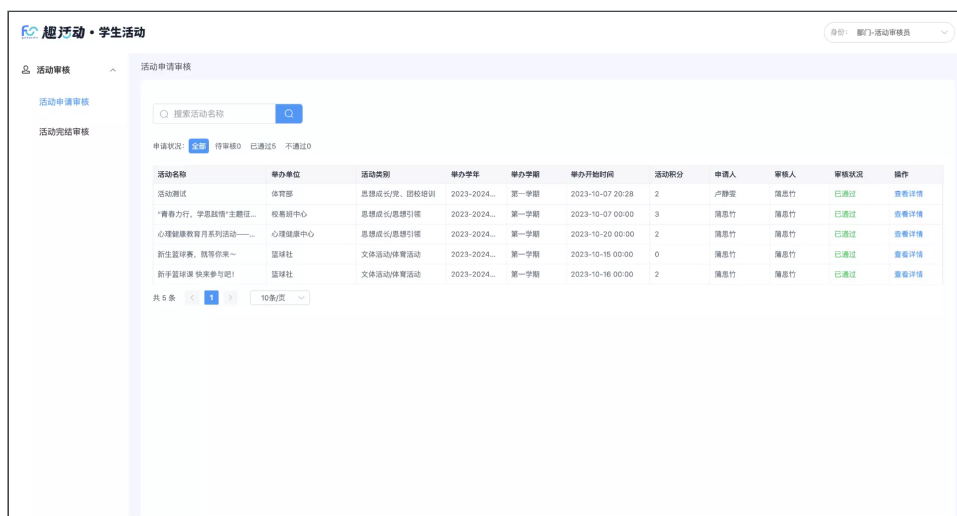 趣活动·学生活动
身份: 部门-活动审核员
活动审核
活动申请审核
活动完结审核
活动申请审核
搜索活动名称
申请状况: 全部 待审核0 已通过5 不通过0
活动名称 举办单位 活动类别 举办学年 举办学期 举办开始时间 活动积分 申请人 审核人 审核状况 操作
活动测试 体育部 思想成长/党、团校培训 2023-2024... 第一学期 2023-10-07 20:28 2 卢静雯 蒲思竹 已通过 查看详情
"青春力行，学思践悟"主题征... 校易班中心 思想成长/思想引领 2023-2024... 第一学期 2023-10-07 00:00 3 蒲思竹 蒲思竹 已通过 查看详情
心理健康教育月系列活动——... 心理健康中心 思想成长/思想引领 2023-2024... 第一学期 2023-10-20 00:00 2 蒲思竹 蒲思竹 已通过 查看详情
新生篮球赛，就等你来～ 篮球社 文体活动/体育活动 2023-2024... 第一学期 2023-10-15 00:00 0 蒲思竹 蒲思竹 已通过 查看详情
新手篮球课 快来参与吧！ 篮球社 文体活动/体育活动 2023-2024... 第一学期 2023-10-16 00:00 2 蒲思竹 蒲思竹 已通过 查看详情
共 5 条 < 1 > 10条/页